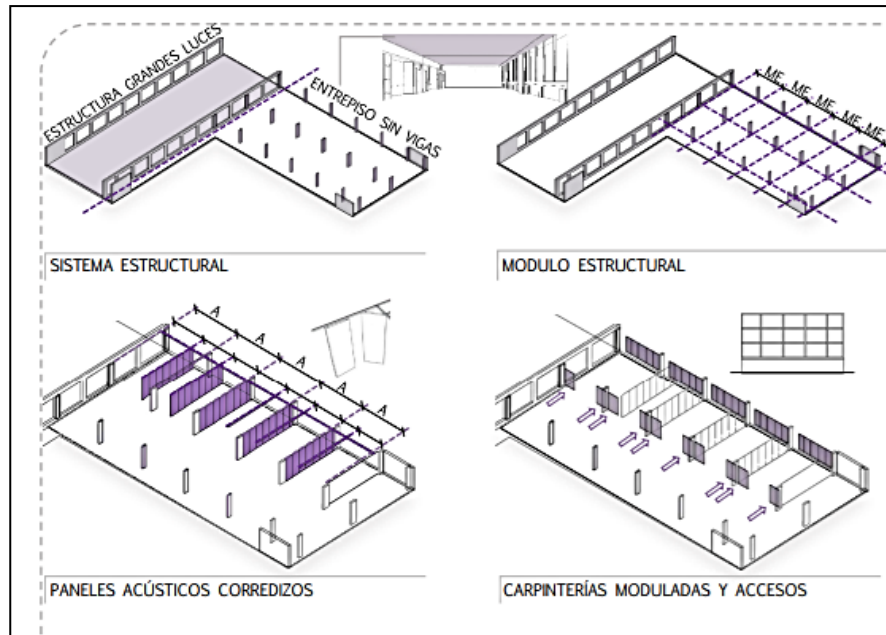 ESTRUCTURA GRANDES LUCES
ENTREPISO SIN VIGAS
SISTEMA ESTRUCTURAL
ME
ME
ME
ME
ME
MODULO ESTRUCTURAL
A
A
A
A
A
PANELES ACÚSTICOS CORREDIZOS
CARPINTERÍAS MODULADAS Y ACCESOS